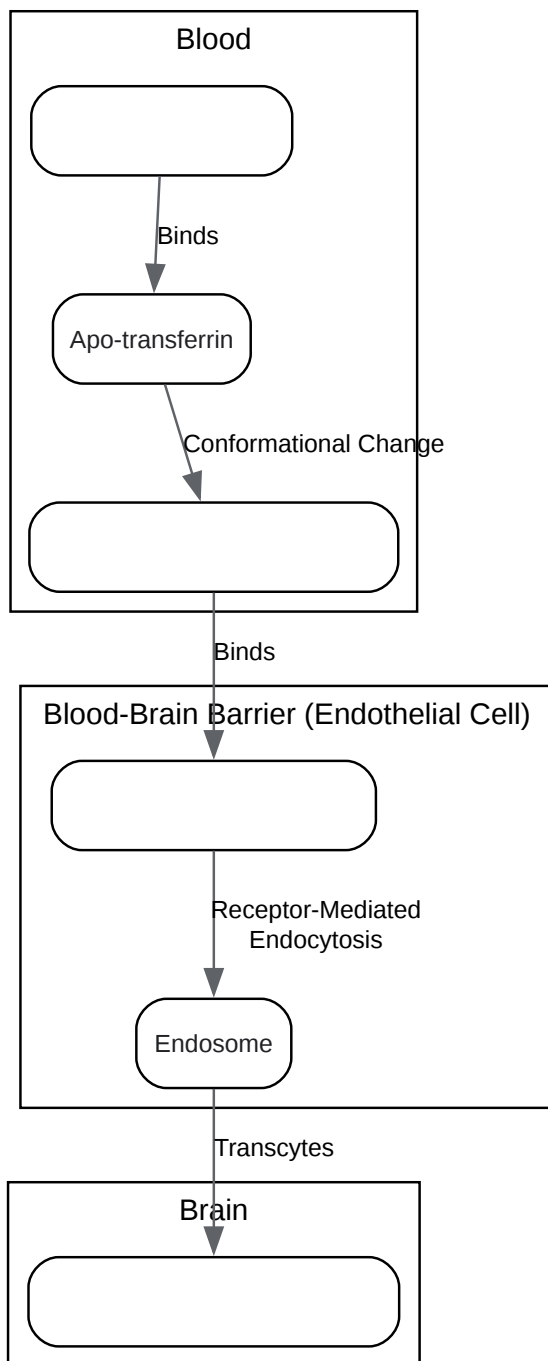 Blood
Binds
Apo-transferrin
Conformational Change
Binds
Blood-Brain Barrier (Endothelial Cell)
Receptor-Mediated
Endocytosis
Endosome
Transcytes
Brain